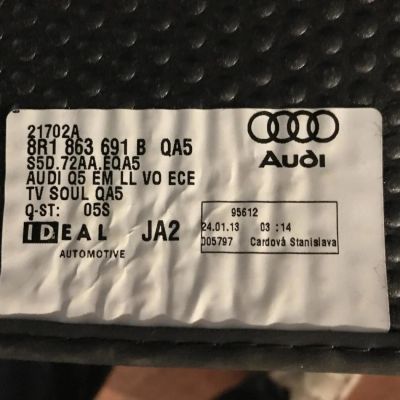 21702A
8R1 863 691 B QA5
S5D.72AA.EQA5
AUDI Q5 EM LL VO ECE
TV SOUL QA5
Q-ST: 05S
IDEAL JA2
AUTOMOTIVE
Audi
95612
24.01.13 03:14
005797 Cardová Stanislava